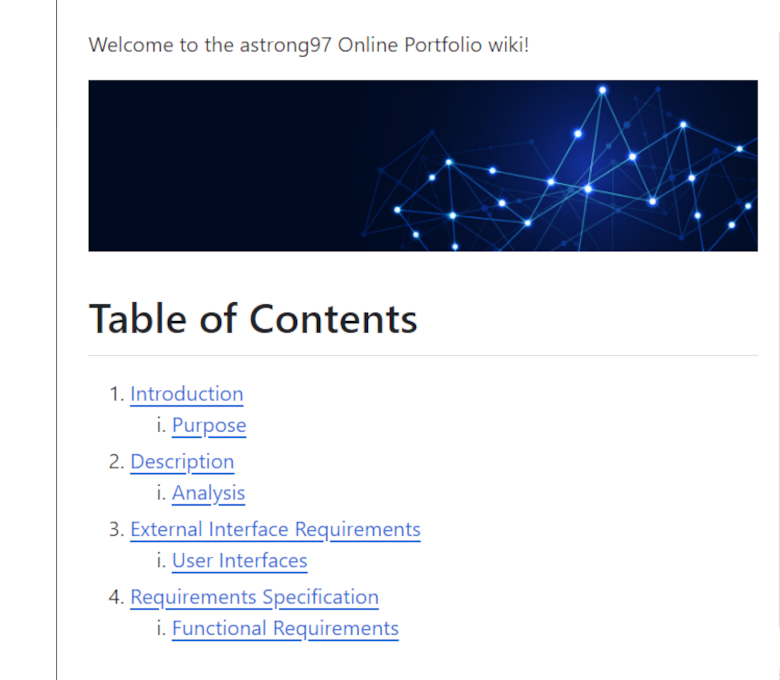 Welcome to the astrong97 Online Portfolio wiki!
Table of Contents
1. Introduction
i. Purpose
2. Description
i. Analysis
3. External Interface Requirements
i. User Interfaces
4. Requirements Specification
i. Functional Requirements